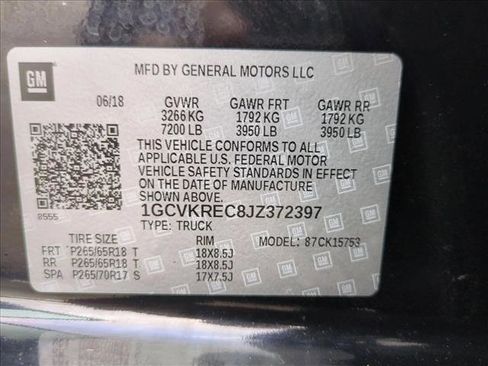 GM
MFD BY GENERAL MOTORS LLC
06/18 GVWR GAWR FRT GAWR RR
3266 KG 1792 KG 1792 KG
7200 LB 3950 LB 3950 LB
THIS VEHICLE CONFORMS TO ALL
APPLICABLE U.S. FEDERAL MOTOR
VEHICLE SAFETY STANDARDS IN EFFECT ON
THE DATE OF MANUFACTURE
SHOWN ABOVE.
8555
1GCVKREC8JZ372397
TYPE: TRUCK MODEL: 87CK15753
TIRE SIZE RIM
FRT P265/65R18 T 18X8.5J
RR P265/65R18 T 18X8.5J
SPA P265/70R17 S 17X7.5J